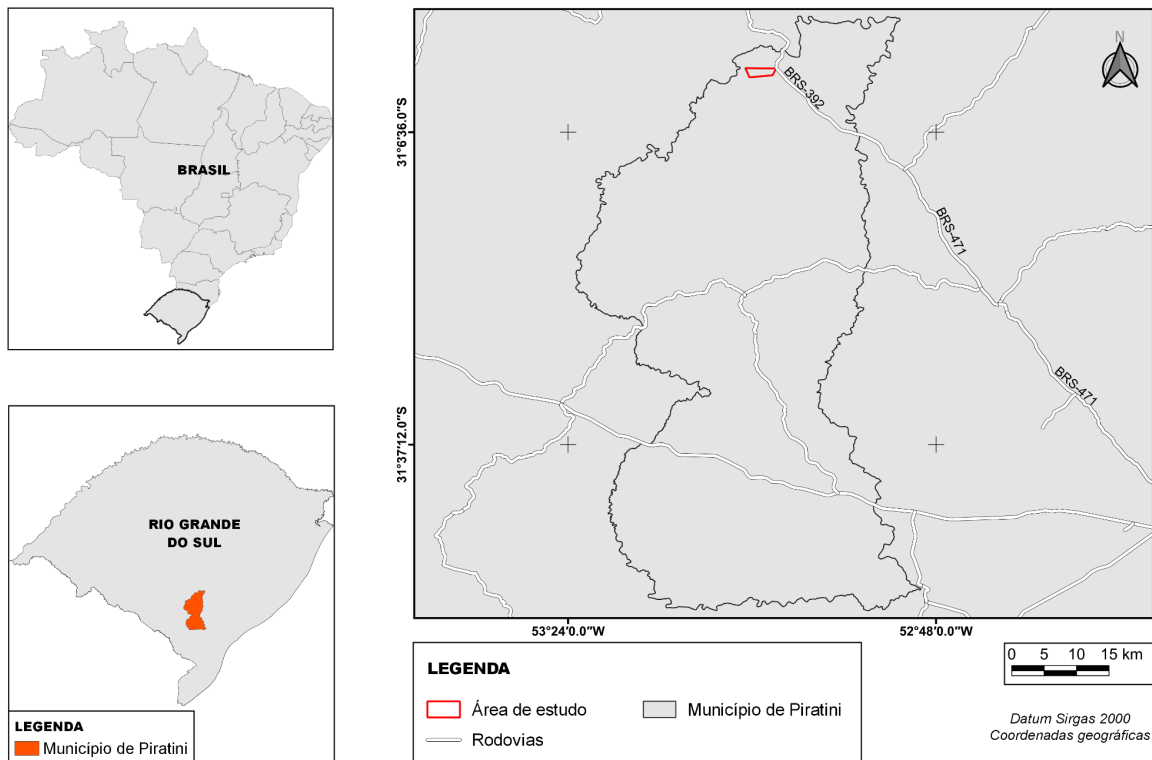 BRASIL
RIO GRANDE
DO SUL
LEGENDA
Município de Piratini
N
BRS-392
BRS-471
BRS-471
31°6'36.0"S
31°37'12.0"S
53°24'0.0"W
52°48'0.0"W
LEGENDA
Área de estudo
Município de Piratini
Rodovias
0 5 10 15 km
Datum Sirgas 2000
Coordenadas geográficas